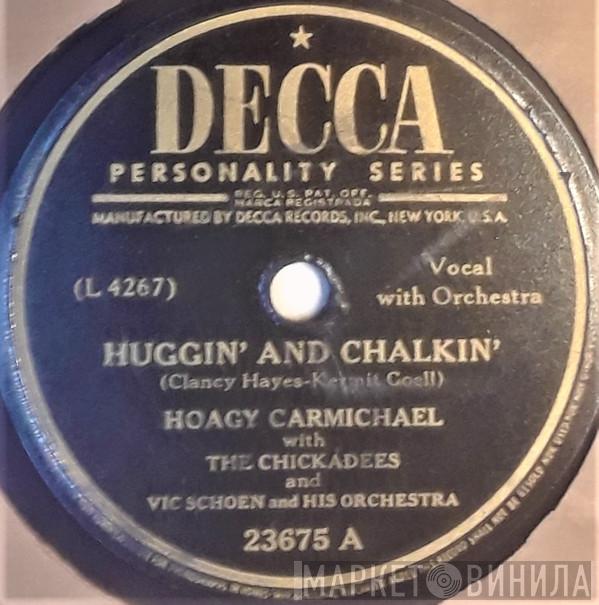 DECCA
PERSONALITY SERIES
REG. U.S. PAT. OFF.
MARCA REGISTRADA
MANUFACTURED BY DECCA RECORDS, INC., NEW YORK, U.S.A.
(L 4267)
Vocal
with Orchestra
HUGGIN' AND CHALKIN'
(Clancy Hayes-Kermit Goell)
HOAGY CARMICHAEL
with
THE CHICKADEES
and
VIC SCHOEN and HIS ORCHESTRA
23675 A
МАРКЕТ ВИНИЛА